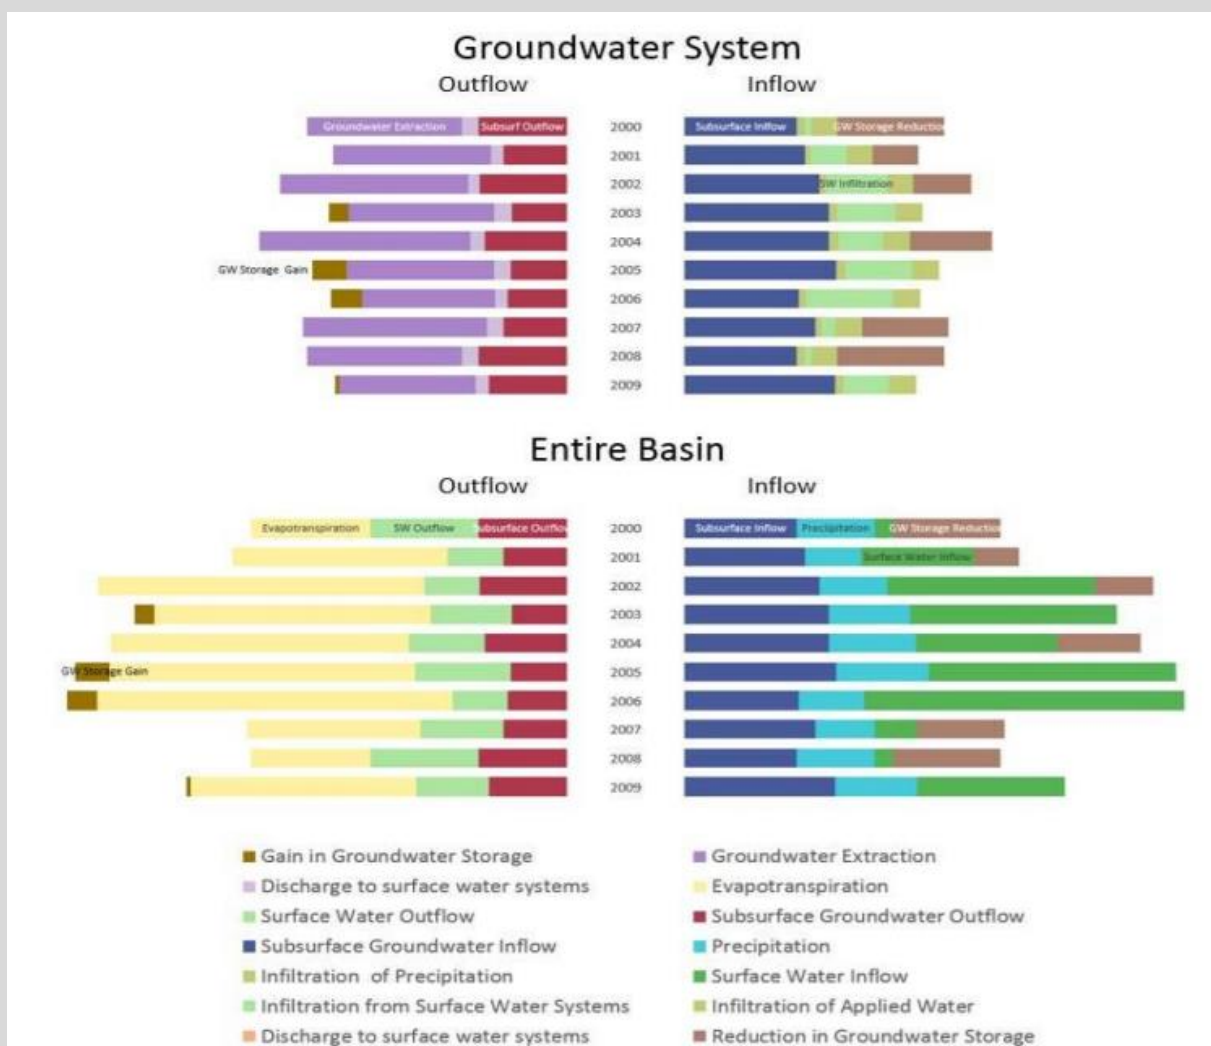 Groundwater System
Outflow Inflow
Groundwater Extraction Subsurf Outflow 2000 Subsurface Inflow GW Storage Reduction
2001
2002 SW Infiltration
2003
2004
GW Storage Gain 2005
2006
2007
2008
2009
Entire Basin
Outflow Inflow
Evapotranspiration SW Outflow Subsurface Outflow 2000 Subsurface Inflow Precipitation GW Storage Reduction
2001 Surface Water Inflow
2002
2003
2004
GW Storage Gain 2005
2006
2007
2008
2009
Gain in Groundwater Storage Groundwater Extraction
Discharge to surface water systems Evapotranspiration
Surface Water Outflow Subsurface Groundwater Outflow
Subsurface Groundwater Inflow Precipitation
Infiltration of Precipitation Surface Water Inflow
Infiltration from Surface Water Systems Infiltration of Applied Water
Discharge to surface water systems Reduction in Groundwater Storage